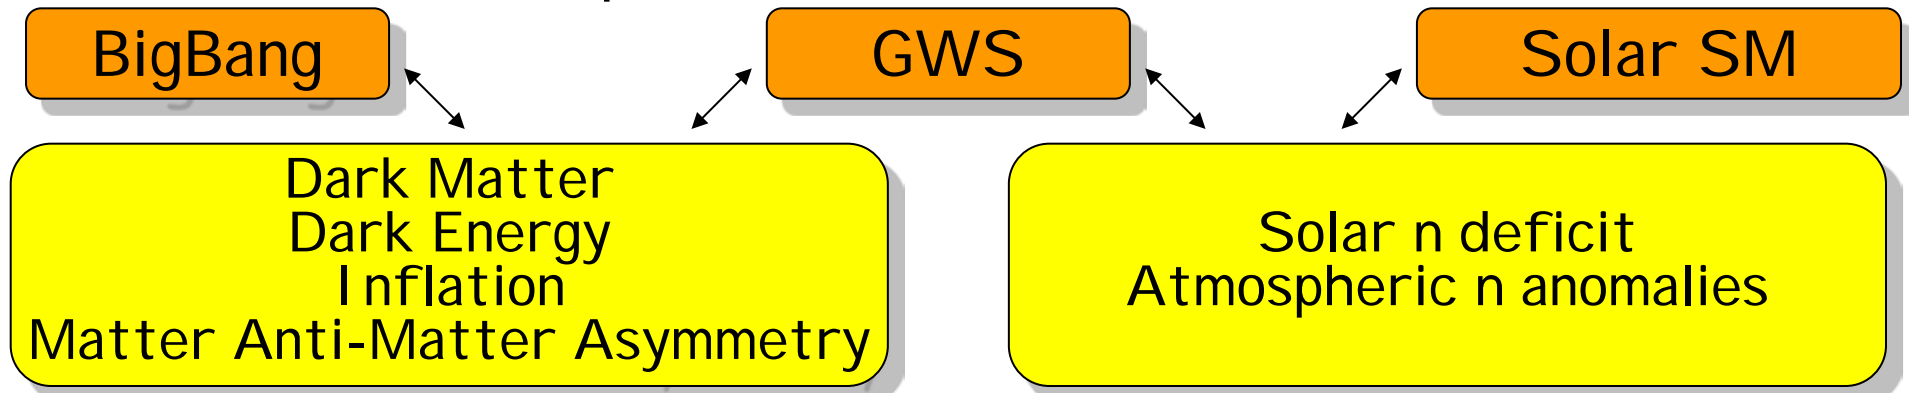 BigBang
GWS
Solar SM
Dark Matter
Dark Energy
Inflation
Matter Anti-Matter Asymmetry
Solar n deficit
Atmospheric n anomalies